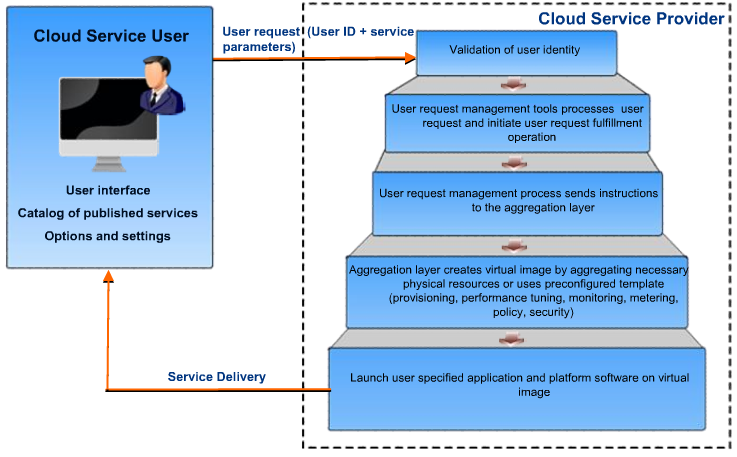 Cloud Service User
User interface
Catalog of published services
Options and settings
User request (User ID + service
parameters)
Cloud Service Provider
Validation of user identity
User request management tools processes user
request and initiate user request fulfillment
operation
User request management process sends instructions
to the aggregation layer
Aggregation layer creates virtual image by aggregating necessary
physical resources or uses preconfigured template
(provisioning, performance tuning, monitoring, metering,
policy, security)
Launch user specified application and platform software on virtual
image
Service Delivery